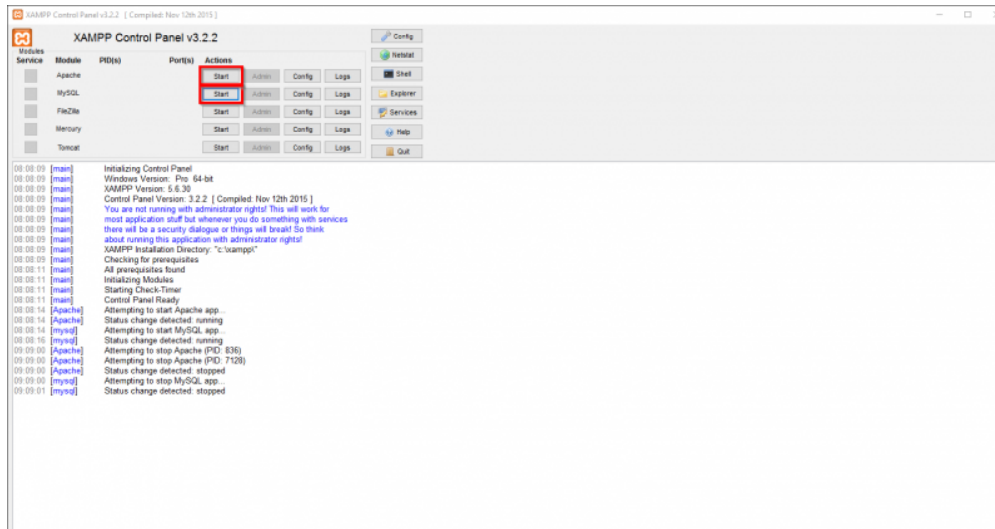 XAMPP Control Panel v3.2.2 [ Compiled: Nov 12th 2015 ]
XAMPP Control Panel v3.2.2
Config
Modules
Service Module PID(s) Port(s) Actions
Netstat
Apache Start Admin Config Logs
Shell
MySQL Start Admin Config Logs
Explorer
FileZilla Start Admin Config Logs
Services
Mercury Start Admin Config Logs
Help
Tomcat Start Admin Config Logs
Quit
08:08:09 [main] Initializing Control Panel
08:08:09 [main] Windows Version: Pro 64-bit
08:08:09 [main] XAMPP Version: 5.6.30
08:08:09 [main] Control Panel Version: 3.2.2 [ Compiled: Nov 12th 2015 ]
08:08:09 [main] You are not running with administrator rights! This will work for
08:08:09 [main] most application stuff but whenever you do something with services
08:08:09 [main] there will be a security dialogue or things will break! So think
08:08:09 [main] about running this application with administrator rights!
08:08:09 [main] XAMPP Installation Directory: "c:\xampp\"
08:08:09 [main] Checking for prerequisites
08:08:11 [main] All prerequisites found
08:08:11 [main] Initializing Modules
08:08:11 [main] Starting Check-Timer
08:08:11 [main] Control Panel Ready
08:08:14 [Apache] Attempting to start Apache app...
08:08:14 [Apache] Status change detected: running
08:08:14 [mysql] Attempting to start MySQL app...
08:08:16 [mysql] Status change detected: running
09:09:00 [Apache] Attempting to stop Apache (PID: 836)
09:09:00 [Apache] Attempting to stop Apache (PID: 7128)
09:09:00 [Apache] Status change detected: stopped
09:09:00 [mysql] Attempting to stop MySQL app...
09:09:01 [mysql] Status change detected: stopped